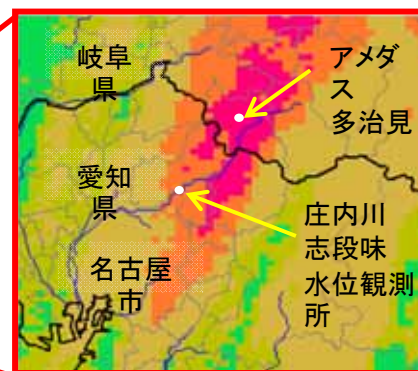 岐阜
県
アメダ
ス
多治見
愛知
県
庄内川
志段味
水位観測
所
名古屋
市